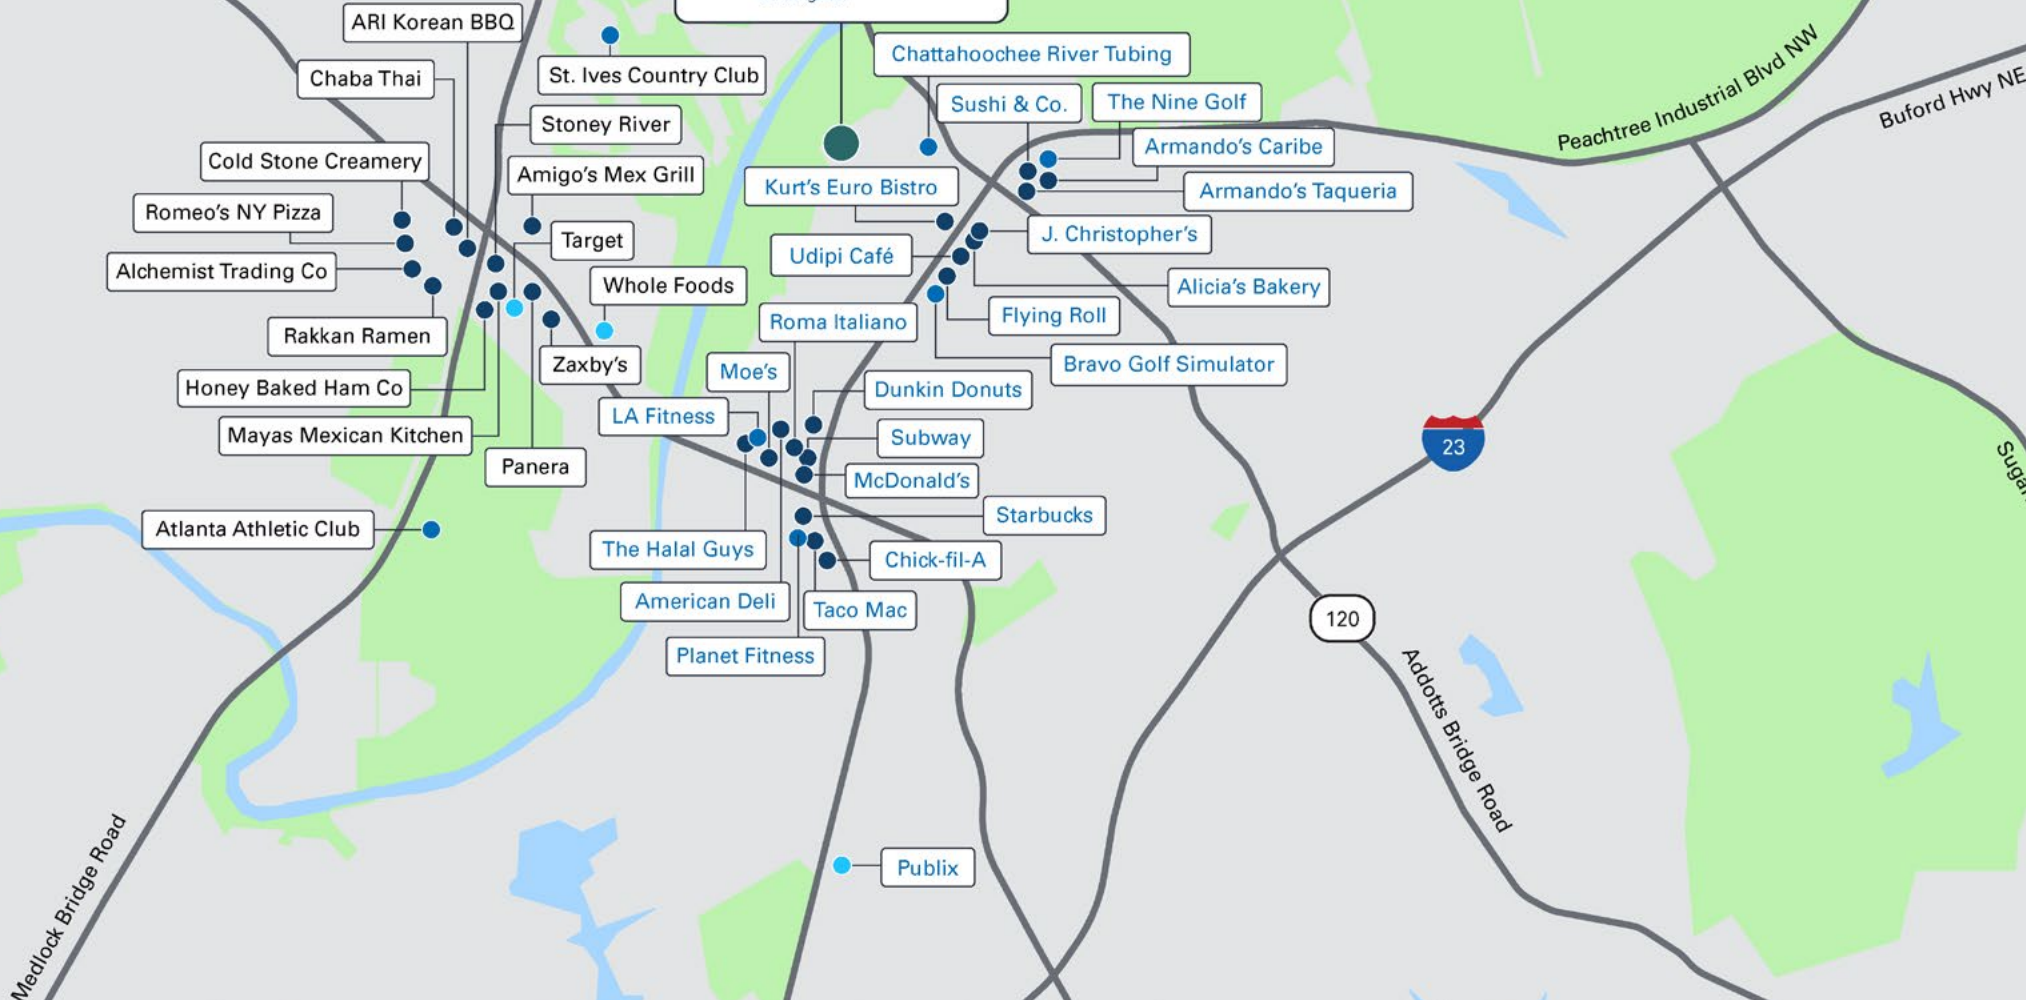 ARI Korean BBQ
St. Ives Country Club
Chaba Thai
Chattahoochee River Tubing
Sushi & Co.
The Nine Golf
Peachtree Industrial Blvd NW
Buford Hwy NE
Stoney River
Armando's Caribe
Cold Stone Creamery
Amigo's Mex Grill
Kurt's Euro Bistro
Armando's Taqueria
Romeo's NY Pizza
Target
J. Christopher's
Udipi Café
Alchemist Trading Co
Whole Foods
Alicia's Bakery
Flying Roll
Roma Italiano
Rakkan Ramen
Zaxby's
Moe's
Bravo Golf Simulator
Honey Baked Ham Co
Dunkin Donuts
LA Fitness
Mayas Mexican Kitchen
Subway
23
Panera
McDonald's
Sugar
Atlanta Athletic Club
Starbucks
The Halal Guys
Chick-fil-A
American Deli
Taco Mac
120
Planet Fitness
Addotts Bridge Road
Publix
Medlock Bridge Road